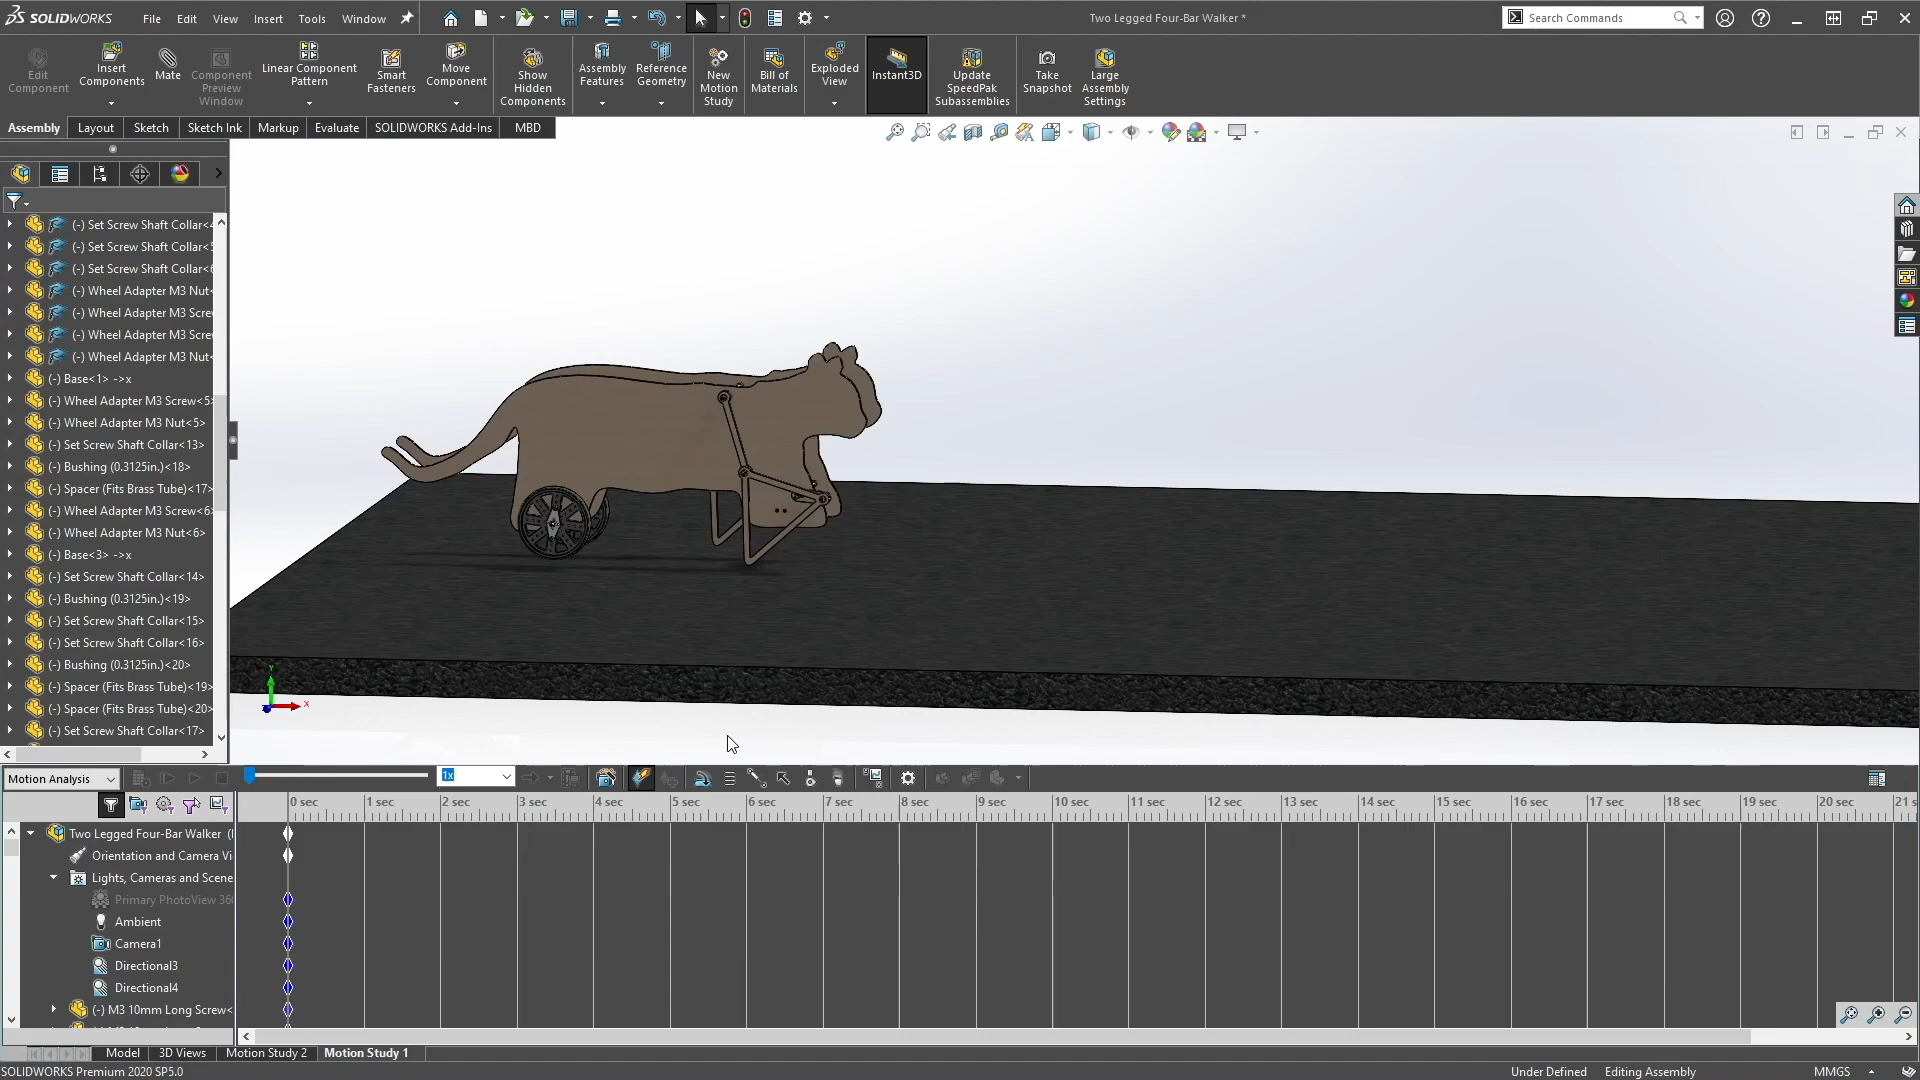 SOLIDWORKS File Edit View Insert Tools Window
Two Legged Four-Bar Walker *
Search Commands
Edit Component
Insert Components
Mate
Component Preview Window
Linear Component Pattern
Smart Fasteners
Move Component
Show Hidden Components
Assembly Features
Reference Geometry
New Motion Study
Bill of Materials
Exploded View
Instant3D
Update SpeedPak Subassemblies
Take Snapshot
Large Assembly Settings
Assembly Layout Sketch Sketch Ink Markup Evaluate SOLIDWORKS Add-Ins MBD
(-) Set Screw Shaft Collar<4
(-) Set Screw Shaft Collar<5
(-) Set Screw Shaft Collar<6
(-) Wheel Adapter M3 Nut<
(-) Wheel Adapter M3 Screw
(-) Wheel Adapter M3 Screw
(-) Wheel Adapter M3 Nut<
(-) Base<1> ->x
(-) Wheel Adapter M3 Screw<5>
(-) Wheel Adapter M3 Nut<5>
(-) Set Screw Shaft Collar<13>
(-) Bushing (0.3125in.)<18>
(-) Spacer (Fits Brass Tube)<17>
(-) Wheel Adapter M3 Screw<6>
(-) Wheel Adapter M3 Nut<6>
(-) Base<3> ->x
(-) Set Screw Shaft Collar<14>
(-) Bushing (0.3125in.)<19>
(-) Set Screw Shaft Collar<15>
(-) Set Screw Shaft Collar<16>
(-) Bushing (0.3125in.)<20>
(-) Spacer (Fits Brass Tube)<19>
(-) Spacer (Fits Brass Tube)<20>
(-) Set Screw Shaft Collar<17>
Y
X
Motion Analysis 1x
0 sec 1 sec 2 sec 3 sec 4 sec 5 sec 6 sec 7 sec 8 sec 9 sec 10 sec 11 sec 12 sec 13 sec 14 sec 15 sec 16 sec 17 sec 18 sec 19 sec 20 sec 21 s
Two Legged Four-Bar Walker (
Orientation and Camera Vi
Lights, Cameras and Scene
Primary PhotoView 36
Ambient
Camera1
Directional3
Directional4
(-) M3 10mm Long Screw<
Model 3D Views Motion Study 2 Motion Study 1
SOLIDWORKS Premium 2020 SP5.0 Under Defined Editing Assembly MMGS